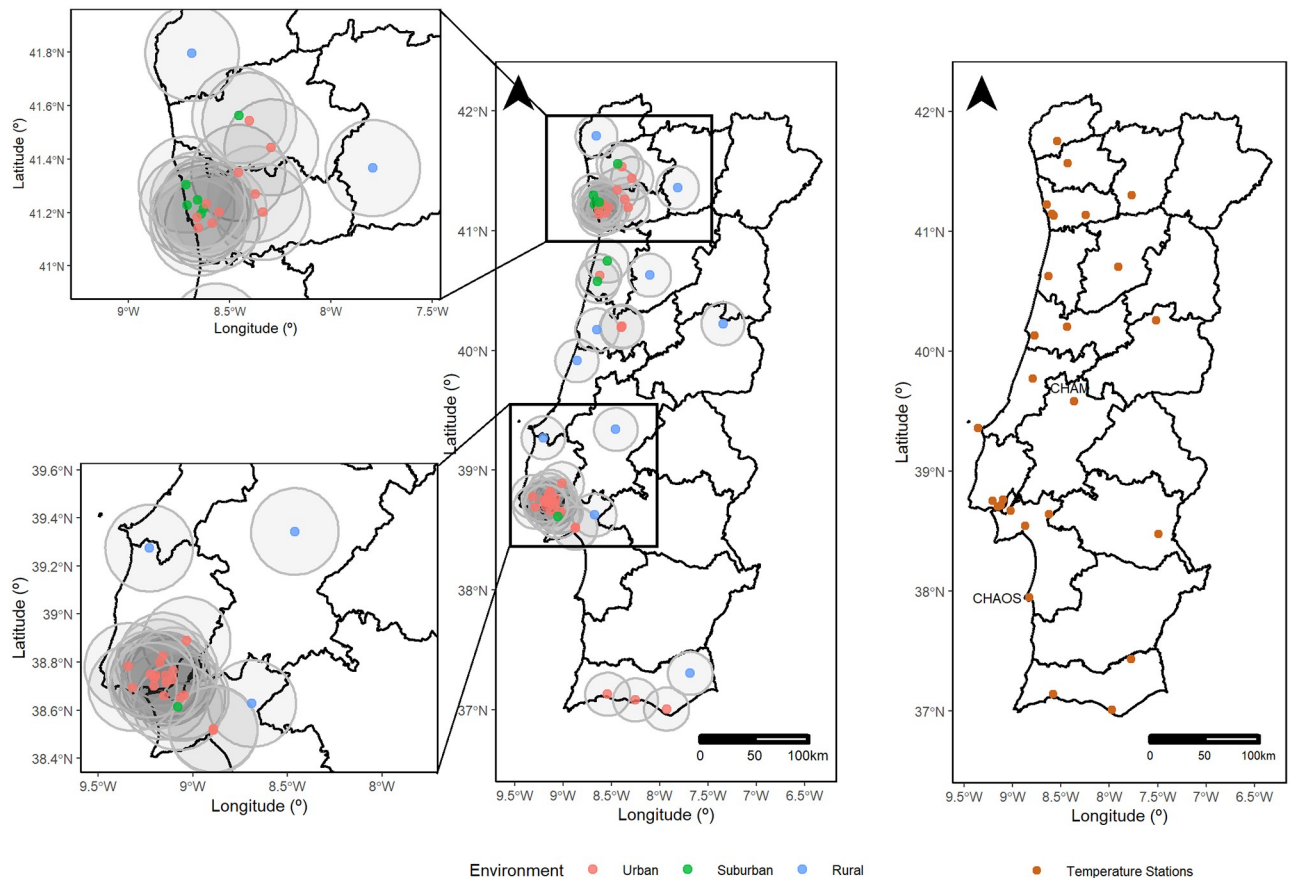 41.8°N
41.6°N
41.4°N
41.2°N
41°N
Latitude (º)
9°W 8.5°W 8°W 7.5°W
Longitude (º)
39.6°N
39.4°N
39.2°N
39°N
38.8°N
38.6°N
38.4°N
Latitude (º)
9.5°W 9°W 8.5°W 8°W
Longitude (º)
42°N
41°N
40°N
39°N
38°N
37°N
Latitude (º)
0 50 100km
9.5°W 9°W 8.5°W 8°W 7.5°W 7°W 6.5°W
Longitude (º)
42°N
41°N
40°N
39°N
38°N
37°N
Latitude (º)
CHAM
CHAOS
0 50 100km
9.5°W 9°W 8.5°W 8°W 7.5°W 7°W 6.5°W
Longitude (º)
Environment Urban Suburban Rural
Temperature Stations